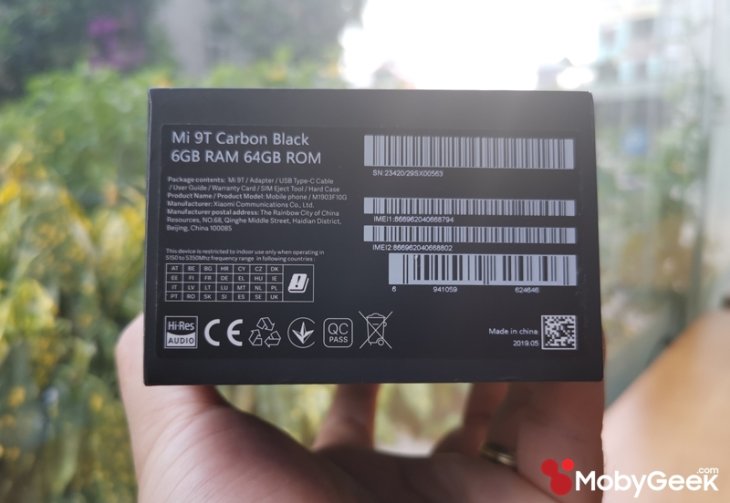 Mi 9T Carbon Black
6GB RAM 64GB ROM
Package contents: Mi 9T / Adapter / USB Type-C Cable
/ User Guide / Warranty Card / SIM Eject Tool / Hard Case
Product Name / Product Model: Mobile phone / M1903F10G
Manufacturer: Xiaomi Communications Co., Ltd.
Manufacturer address: The Rainbow City of China
Resources, NO.68, Qinghe Middle Street, Haidian District,
Beijing, China 100085
This device is restricted to indoor use only when operating in
5150 to 5350Mhz frequency range in following countries :
AT BE BG HR CY CZ DK
EE FI FR DE EL HU IE
IT LV LT LU MT NL PL
PT RO SK SI ES SE UK
SN:23420/29SX00563
IMEI1:868962040668794
IMEI2:868962040668802
6 941059 624646
Hi-Res
AUDIO
CE
QC
PASS
Made in china
2019.05
MobyGeek.com